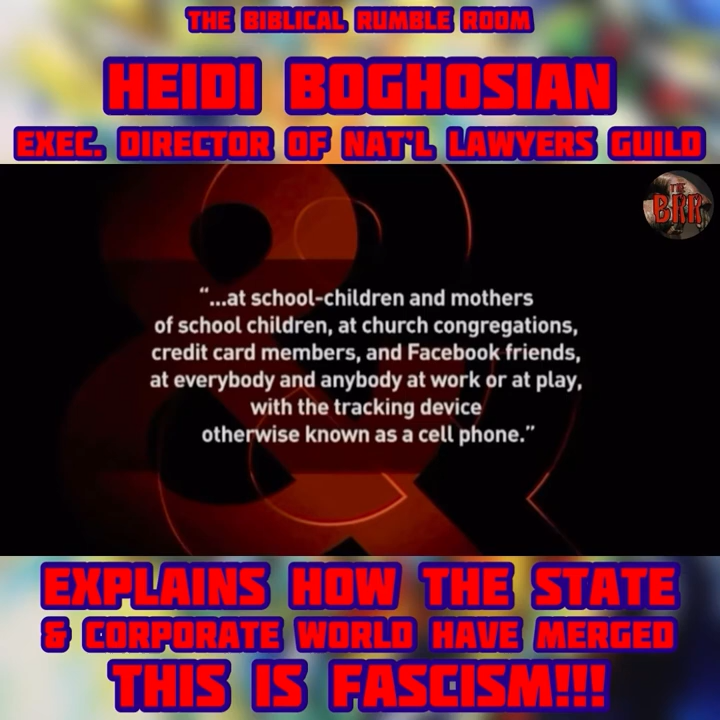 THE BIBLICAL RUMBLE ROOM
HEIDI BOGHOSIAN
EXEC. DIRECTOR OF NAT'L LAWYERS GUILD
THE
BRR
“...at school-children and mothers
of school children, at church congregations,
credit card members, and Facebook friends,
at everybody and anybody at work or at play,
with the tracking device
otherwise known as a cell phone.”
EXPLAINS HOW THE STATE
& CORPORATE WORLD HAVE MERGED
THIS IS FASCISM!!!